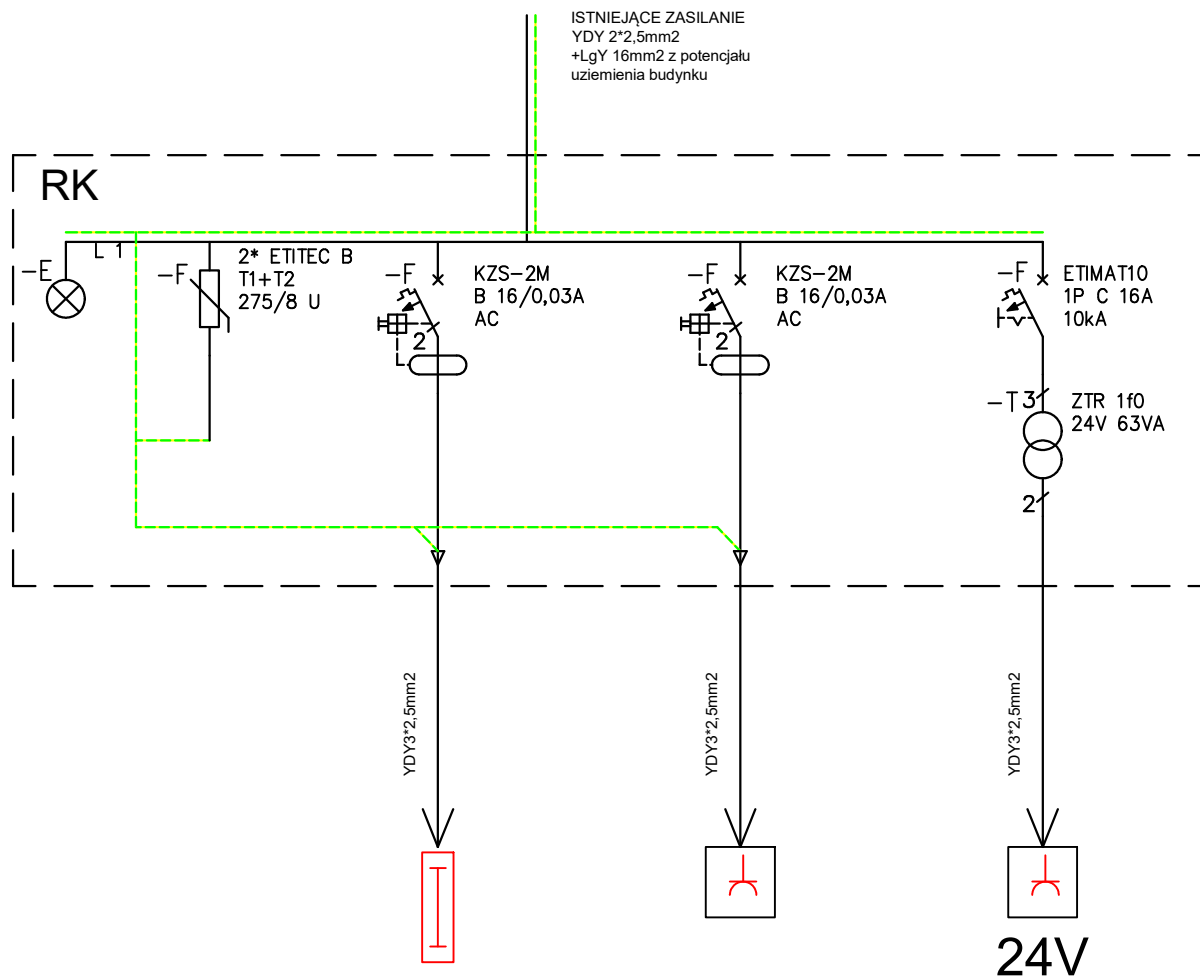 ISTNIEJĄCE ZASILANIE
YDY 2*2,5mm2
+LgY 16mm2 z potencjału
uziemienia budynku
RK
L 1
-E
-F
2* ETITEC B
T1+T2
275/8 U
-F
KZS-2M
B 16/0,03A
AC
2
-F
KZS-2M
B 16/0,03A
AC
2
-F
ETIMAT10
1P C 16A
10kA
-T
3
ZTR 1f0
24V 63VA
2
YDY3*2,5mm2
YDY3*2,5mm2
YDY3*2,5mm2
24V